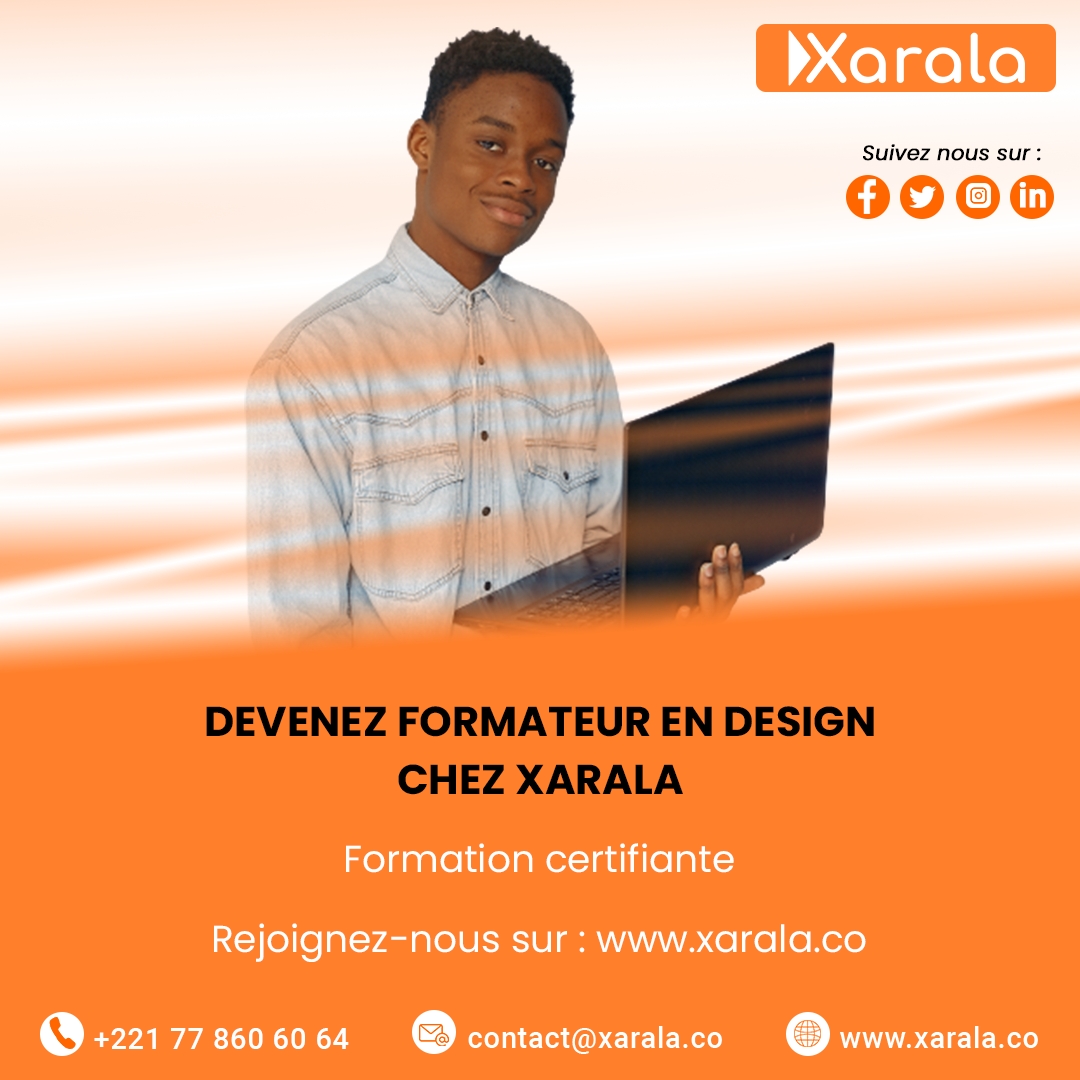 Xarala
Suivez nous sur :
DEVENEZ FORMATEUR EN DESIGN
CHEZ XARALA
Formation certifiante
Rejoignez-nous sur : www.xarala.co
+221 77 860 60 64
contact@xarala.co
www.xarala.co